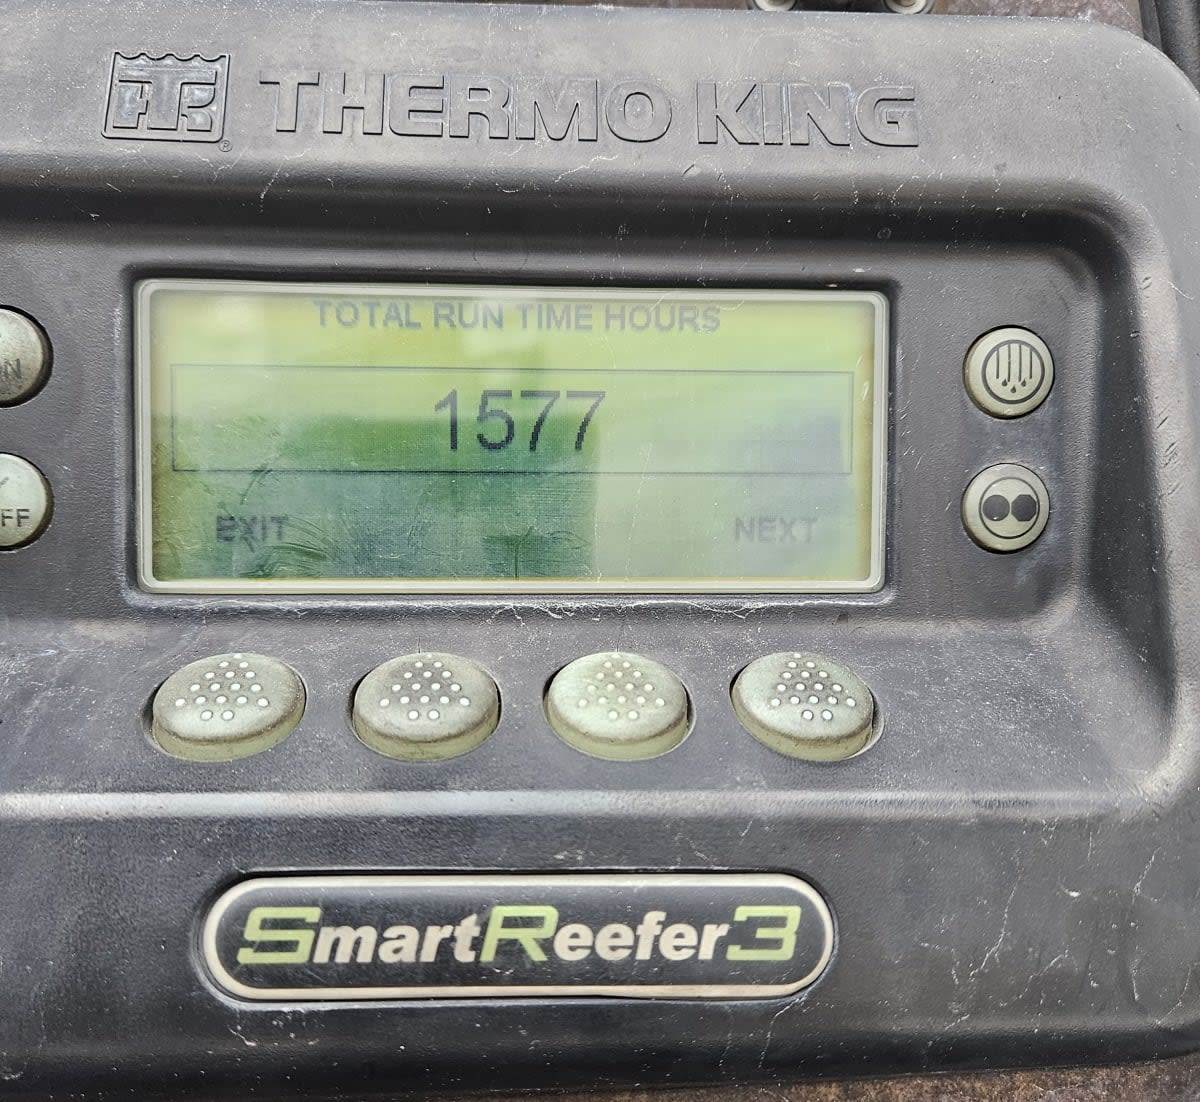 THERMO KING
TOTAL RUN TIME HOURS
1577
EXIT NEXT
SmartReefer3